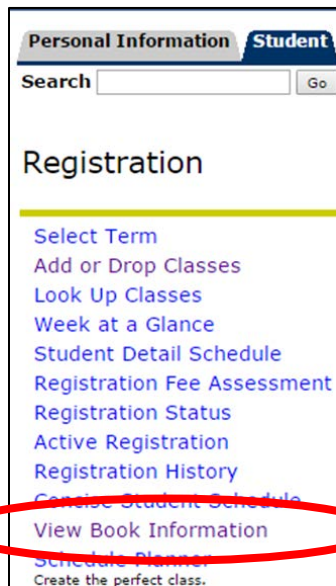 Personal Information Student
Search Go
Registration
Select Term
Add or Drop Classes
Look Up Classes
Week at a Glance
Student Detail Schedule
Registration Fee Assessment
Registration Status
Active Registration
Registration History
Concise Student Schedule
View Book Information
Schedule Planner
Create the perfect class.